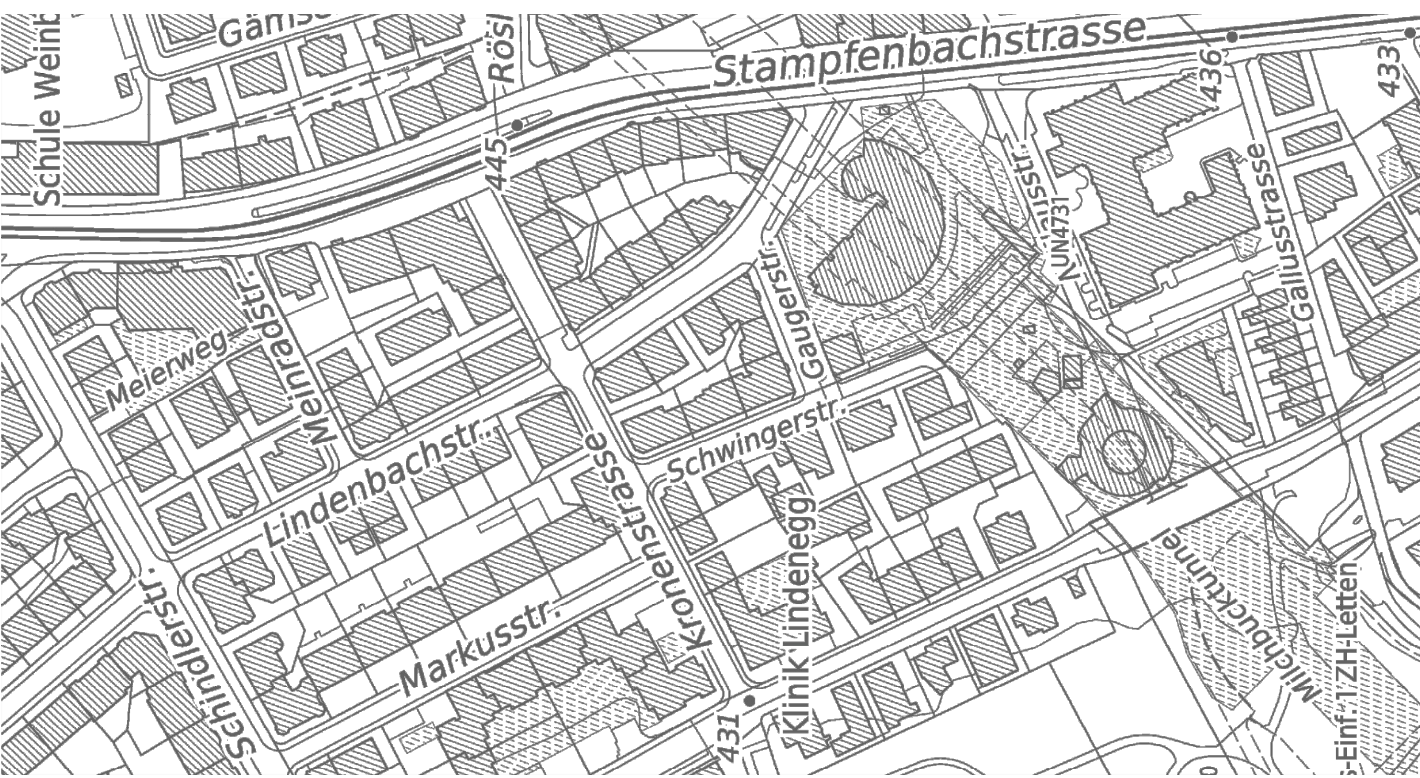 Stampfenbachstrasse
436
433
445
Schule
UN4731
Gallusstrasse
Gaugerstr.
Meierweg
Meinradstr.
Lindenbachstr.
Schwingerstr.
Kronenstrasse
Klinik Lindenegg
Milchbucktunnel
-Einf.1 ZH-Letten
Markusstr.
Schindlerstr.
Schindlerstr.
431